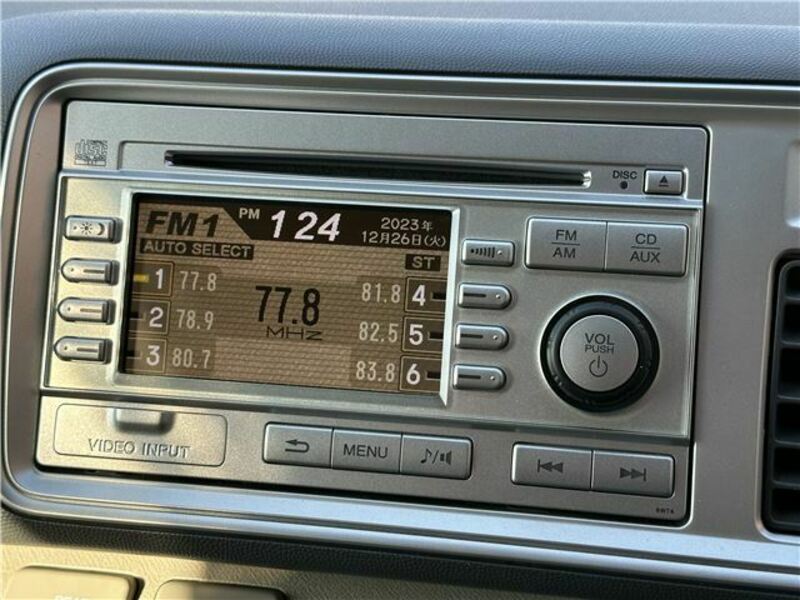 disc
DISC
FM1 PM 1 24 2023年
12月26日(火)
AUTO SELECT
ST
1 77.8
2 78.9
3 80.7
77.8
MHz
81.8 4
82.5 5
83.8 6
FM
AM
CD
AUX
VOL
PUSH
VIDEO INPUT
MENU